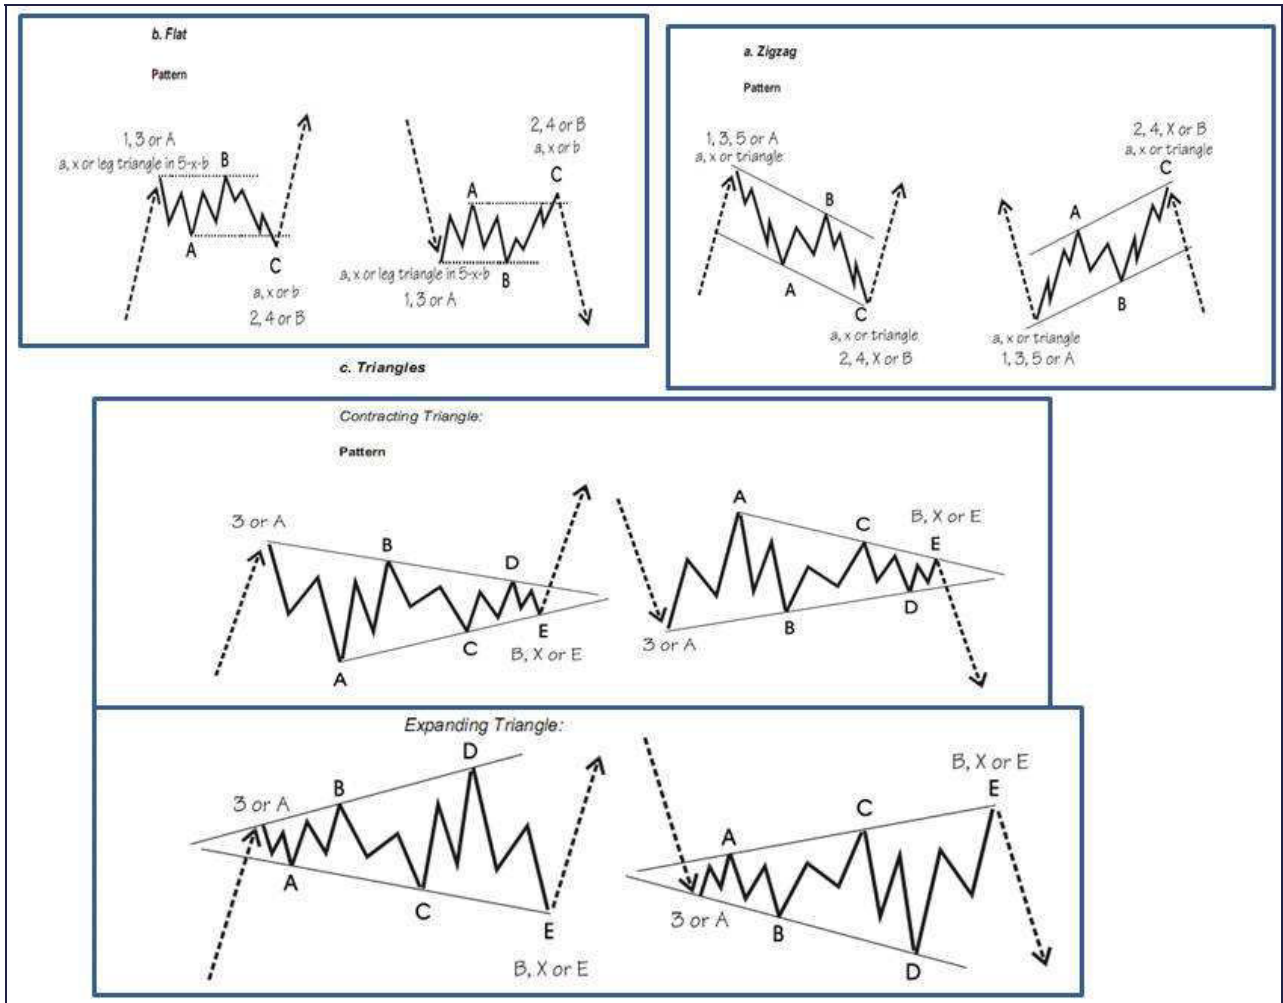 b. Flat
Pattern
1, 3 or A
a, x or leg triangle in 5-x-b
B
A
C
a, x or b
2, 4 or B
2, 4 or B
a, x or b
C
A
a, x or leg triangle in 5-x-b
B
1, 3 or A
a. Zigzag
Pattern
1, 3, 5 or A
a, x or triangle
B
A
C
a, x or triangle
2, 4, X or B
2, 4, X or B
a, x or triangle
C
A
B
a, x or triangle
1, 3, 5 or A
c. Triangles
Contracting Triangle:
Pattern
3 or A
B
D
A
C
E
B, X or E
A
C
B, X or E
E
3 or A
B
D
Expanding Triangle:
3 or A
B
D
A
C
E
B, X or E
B, X or E
E
C
A
3 or A
B
D